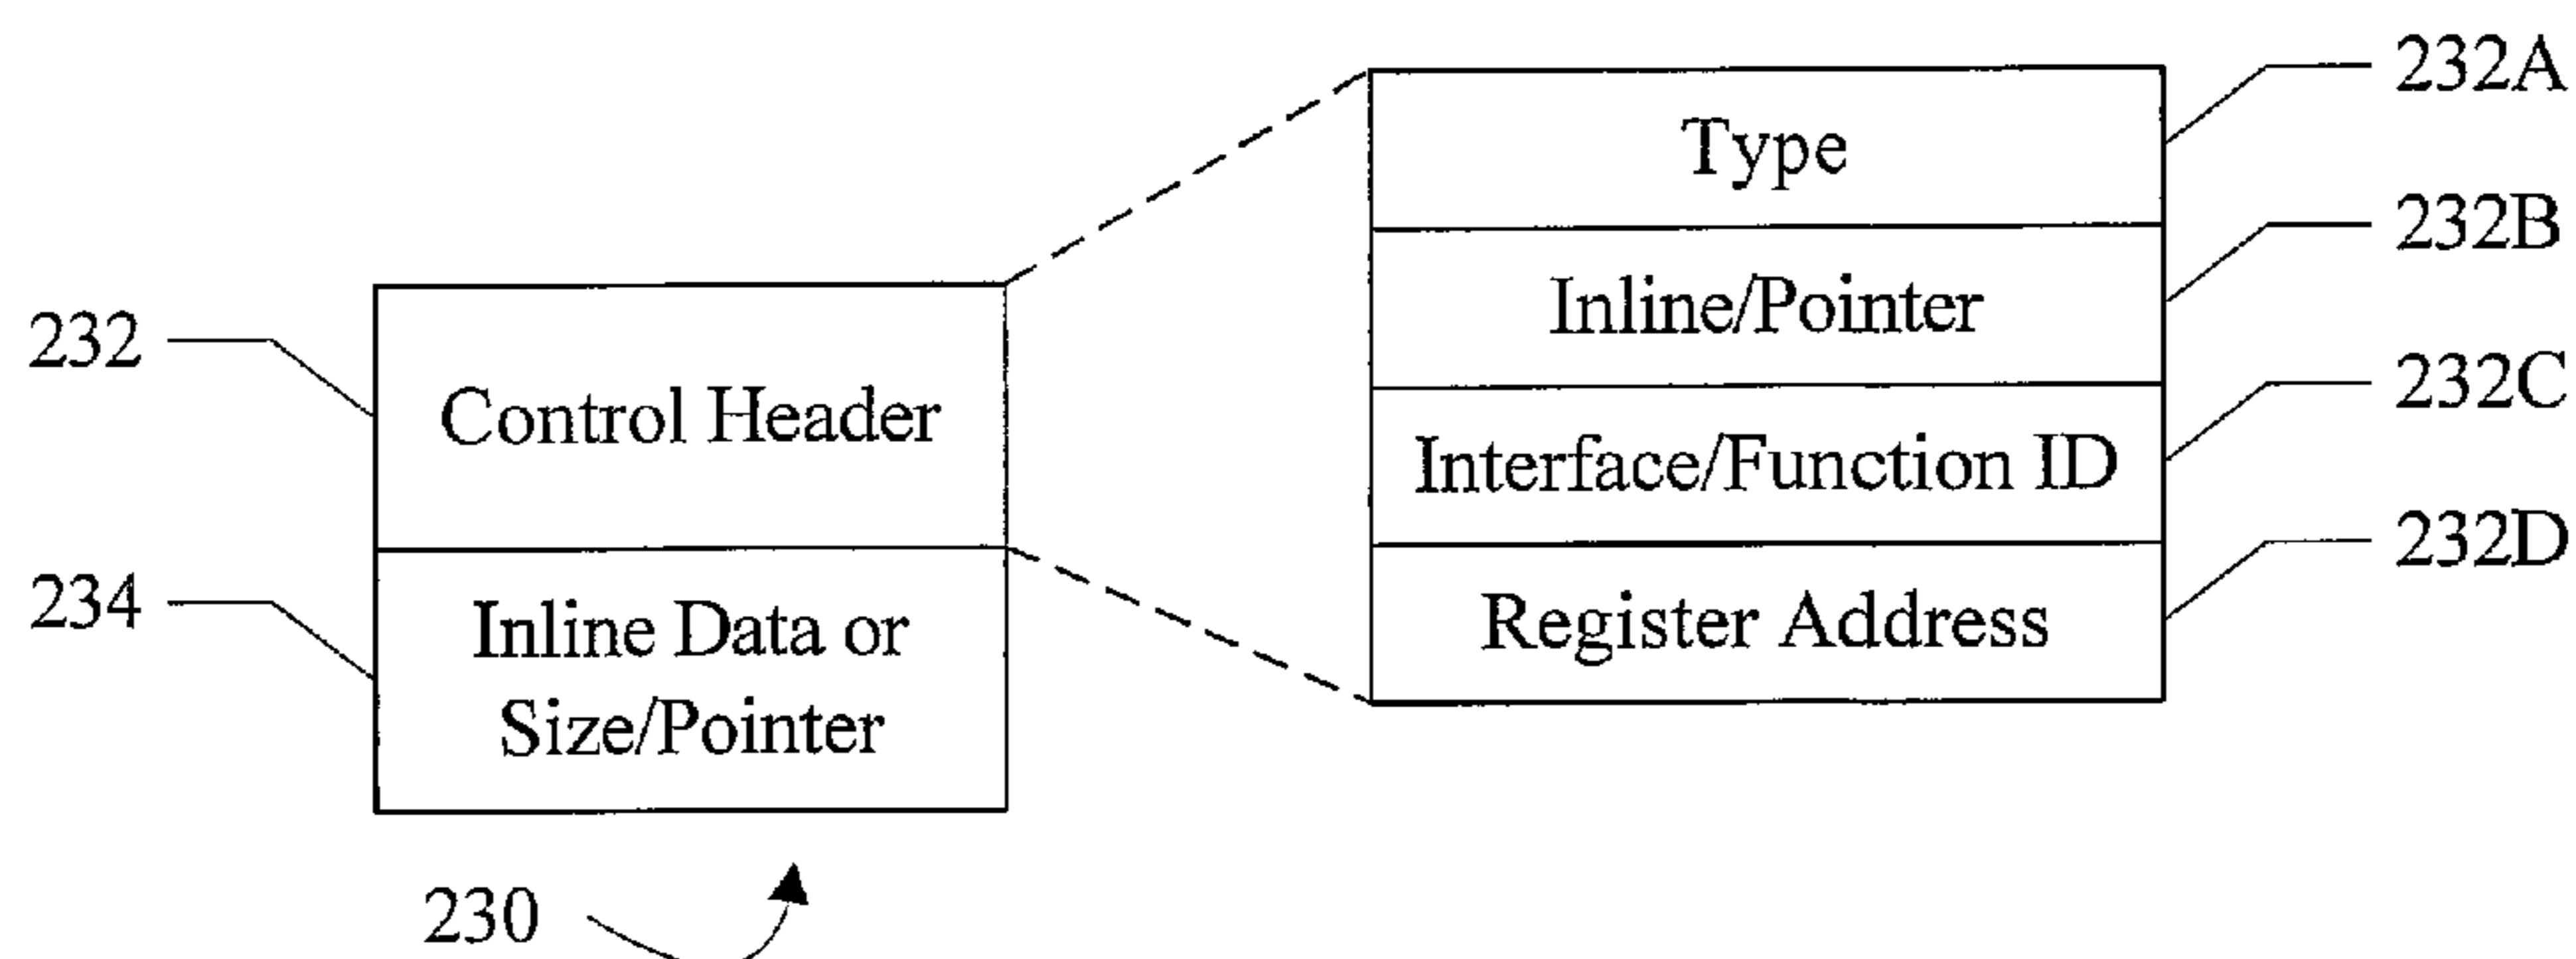 232A
Type
232B
Inline/Pointer
232
Control Header
232C
Interface/Function ID
232D
Register Address
234
Inline Data or
Size/Pointer
230